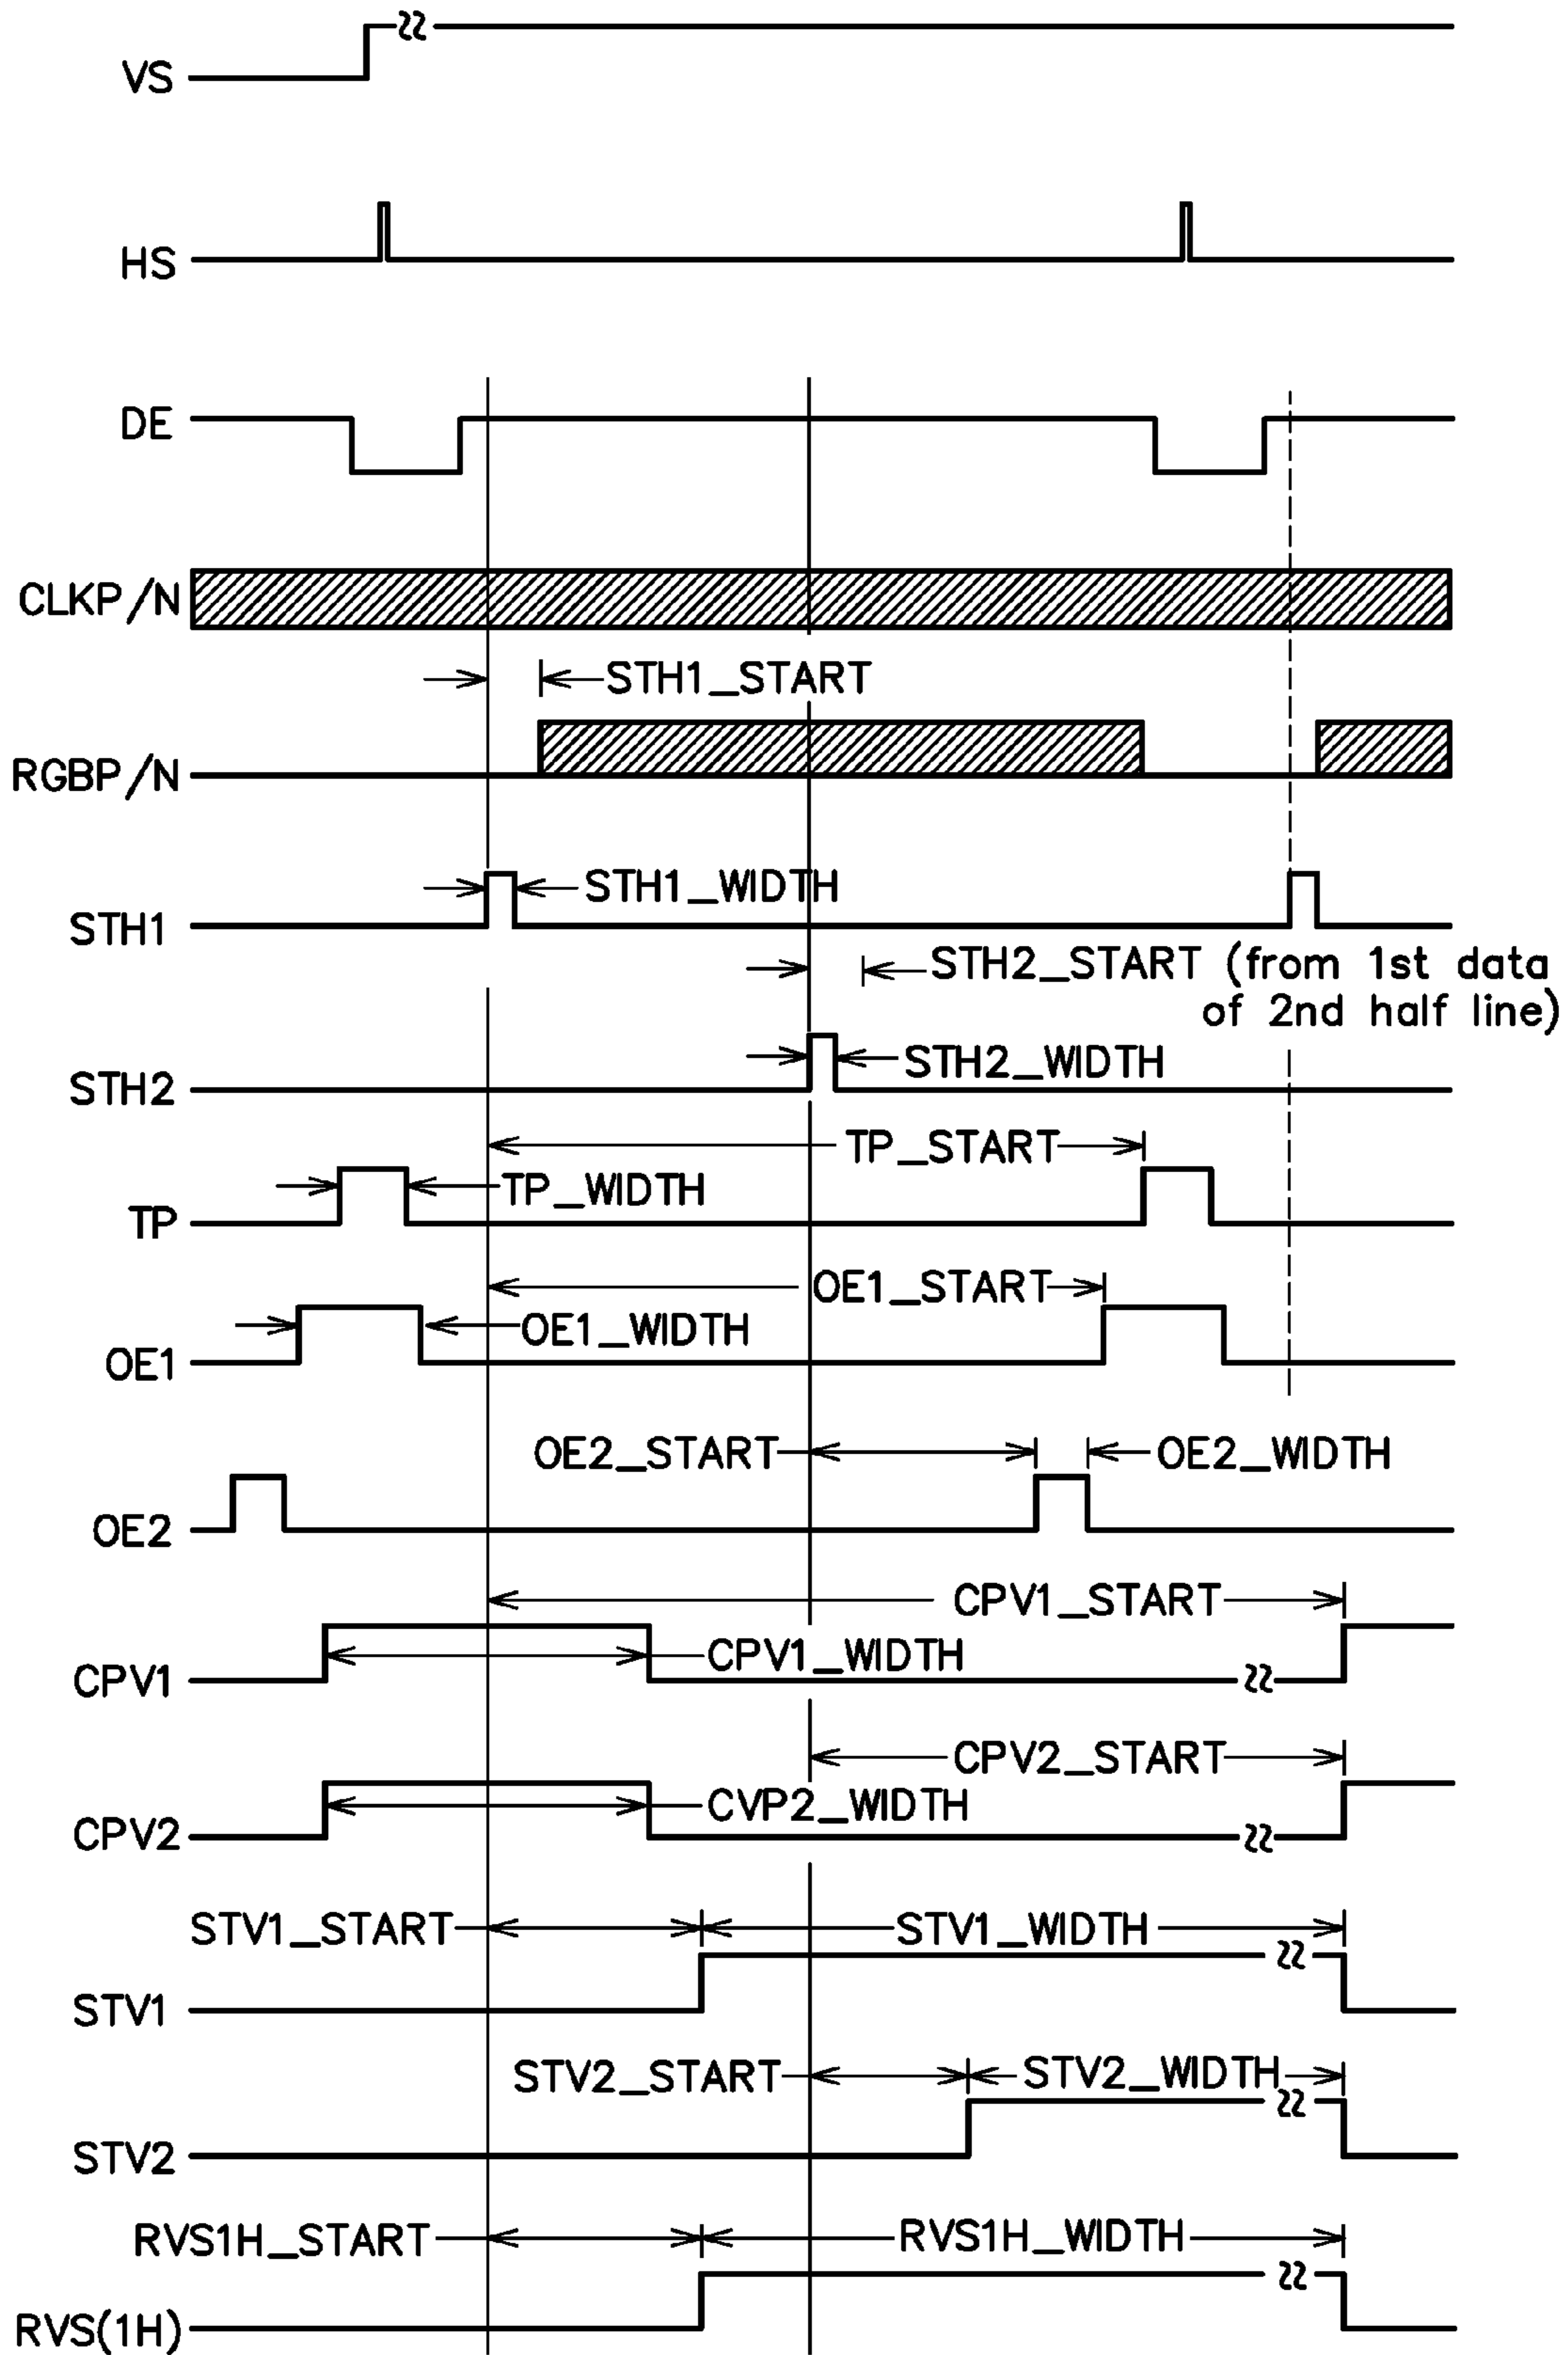 VS
HS
DE
CLKP/N
STH1_START
RGBP/N
STH1_WIDTH
STH1
STH2_START (from 1st data
of 2nd half line)
STH2_WIDTH
STH2
TP_START
TP_WIDTH
TP
OE1_START
OE1_WIDTH
OE1
OE2_START OE2_WIDTH
OE2
CPV1_START
CPV1_WIDTH
CPV1
CPV2_START
CVP2_WIDTH
CPV2
STV1_START STV1_WIDTH
STV1
STV2_START STV2_WIDTH
STV2
RVS1H_START RVS1H_WIDTH
RVS(1H)